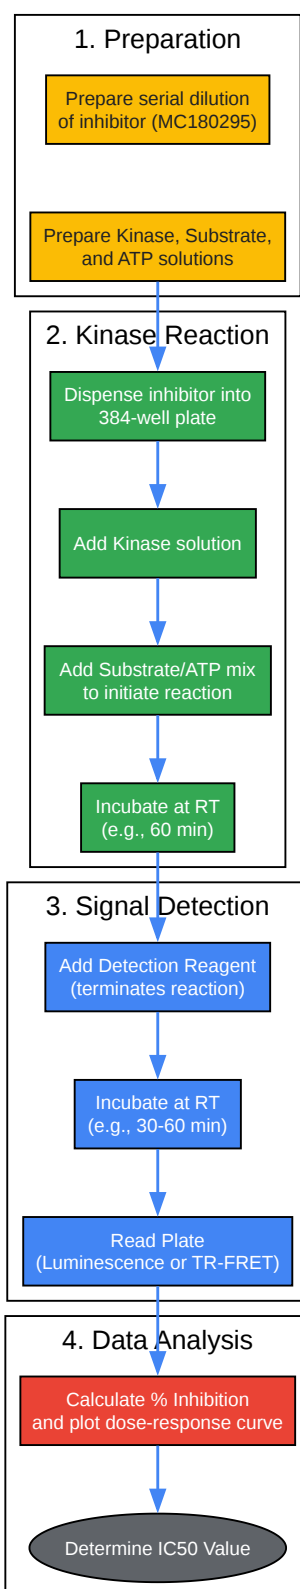 1. Preparation
Prepare serial dilution
of inhibitor (MC180295)
Prepare Kinase, Substrate,
and ATP solutions
2. Kinase Reaction
Dispense inhibitor into
384-well plate
Add Kinase solution
Add Substrate/ATP mix
to initiate reaction
Incubate at RT
(e.g., 60 min)
3. Signal Detection
Add Detection Reagent
(terminates reaction)
Incubate at RT
(e.g., 30-60 min)
Read Plate
(Luminescence or TR-FRET)
4. Data Analysis
Calculate % Inhibition
and plot dose-response curve
Determine IC50 Value